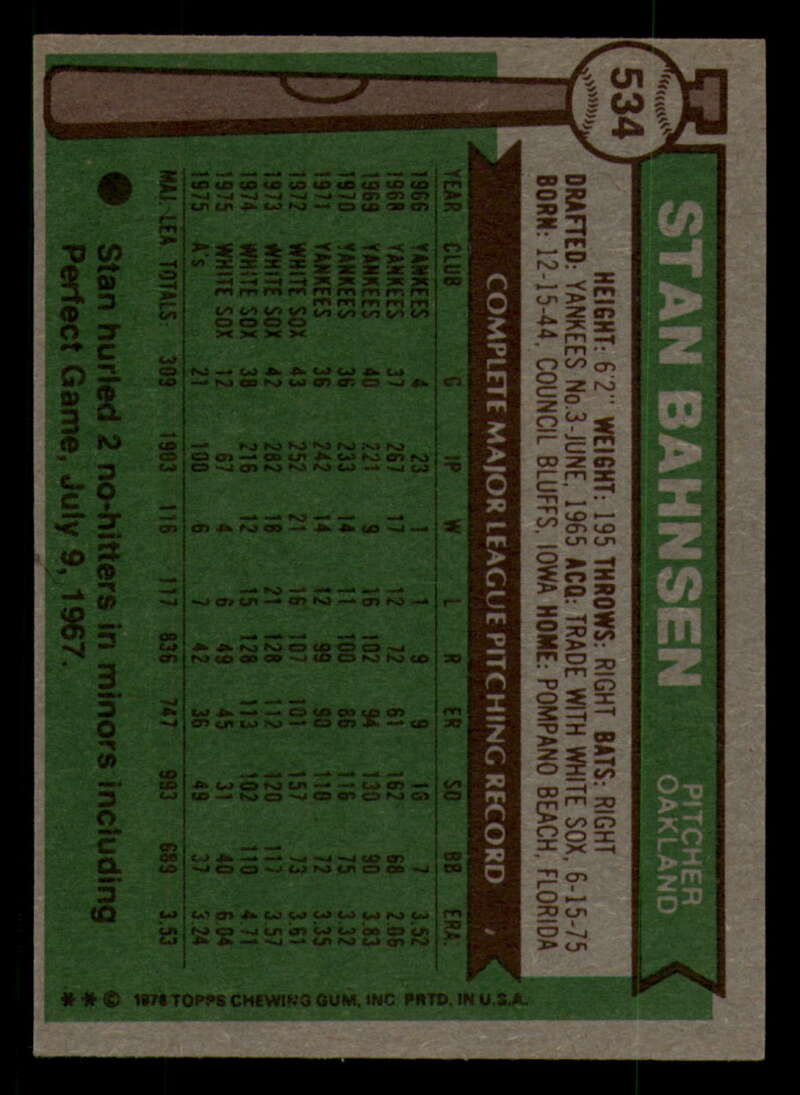 534
STAN BAHNSEN
PITCHER
OAKLAND
HEIGHT: 6'2" WEIGHT: 195 THROWS: RIGHT BATS: RIGHT
DRAFTED: YANKEES No.3-JUNE, 1965 ACQ: TRADE WITH WHITE SOX, 6-15-75
BORN: 12-15-44, COUNCIL BLUFFS, IOWA HOME: POMPANO BEACH, FLORIDA
COMPLETE MAJOR LEAGUE PITCHING RECORD
YEAR CLUB G IP W L R ER SO BB ERA
1966 YANKEES 4 23 1 1 9 9 16 7 3.52
1968 YANKEES 37 267 17 12 72 61 162 68 2.06
1969 YANKEES 40 221 9 16 102 94 130 90 3.83
1970 YANKEES 36 233 14 11 100 86 116 75 3.32
1971 YANKEES 36 242 14 12 99 90 116 72 3.35
1972 WHITE SOX 43 252 21 16 107 101 157 73 3.61
1973 WHITE SOX 42 282 18 21 128 112 120 117 3.57
1974 WHITE SOX 38 216 12 15 128 113 102 110 4.71
1975 WHITE SOX 12 67 4 6 49 45 31 40 6.04
1975 A's 21 100 6 7 42 36 49 37 3.24
MAJ. LEA. TOTALS 309 1903 116 117 836 747 993 689 3.53
Stan hurled 2 no-hitters in minors including
Perfect Game, July 9, 1967.
* * © 1976 TOPPS CHEWING GUM, INC. PRTD. IN U.S.A.